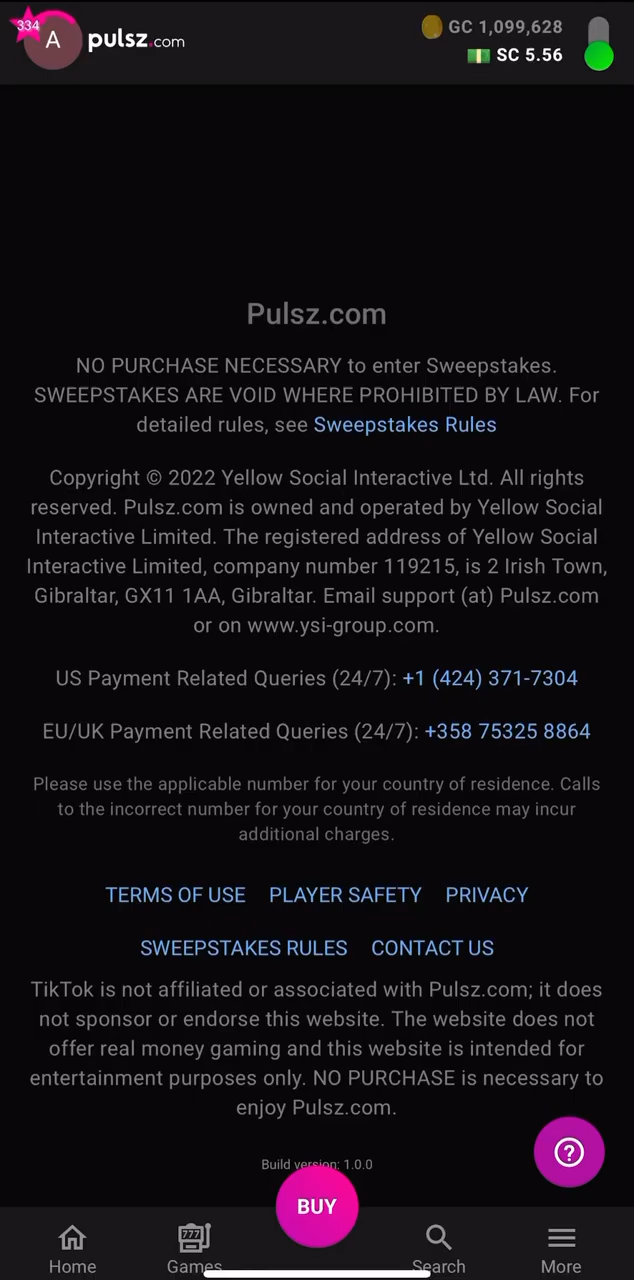 334
A
pulsz.com
GC 1,099,628
SC 5.56
Pulsz.com
NO PURCHASE NECESSARY to enter Sweepstakes.
SWEEPSTAKES ARE VOID WHERE PROHIBITED BY LAW. For
detailed rules, see Sweepstakes Rules
Copyright © 2022 Yellow Social Interactive Ltd. All rights
reserved. Pulsz.com is owned and operated by Yellow Social
Interactive Limited. The registered address of Yellow Social
Interactive Limited, company number 119215, is 2 Irish Town,
Gibraltar, GX11 1AA, Gibraltar. Email support (at) Pulsz.com
or on www.ysi-group.com.
US Payment Related Queries (24/7): +1 (424) 371-7304
EU/UK Payment Related Queries (24/7): +358 75325 8864
Please use the applicable number for your country of residence. Calls
to the incorrect number for your country of residence may incur
additional charges.
TERMS OF USE PLAYER SAFETY PRIVACY
SWEEPSTAKES RULES CONTACT US
TikTok is not affiliated or associated with Pulsz.com; it does
not sponsor or endorse this website. The website does not
offer real money gaming and this website is intended for
entertainment purposes only. NO PURCHASE is necessary to
enjoy Pulsz.com.
?
Build version: 1.0.0
BUY
777
Home
Games
Search
More